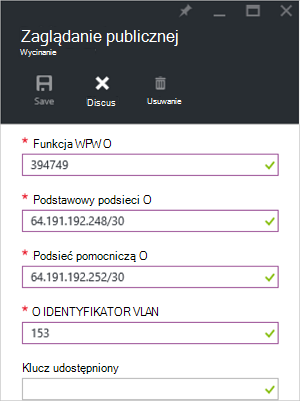 Zaglądanie publicznej
Wycinanie
Save
Discus
Usuwanie
* Funkcja WPW O
394749
* Podstawowy podsieci O
64.191.192.248/30
* Podsieć pomocniczą O
64.191.192.252/30
* O IDENTYFIKATOR VLAN
153
Klucz udostępniony